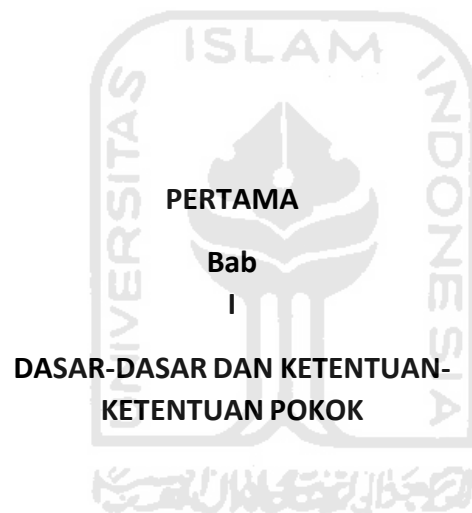 ISLAM
UNIVERSITAS
INDONESIA
PERTAMA
Bab
I
DASAR-DASAR DAN KETENTUAN-
KETENTUAN POKOK